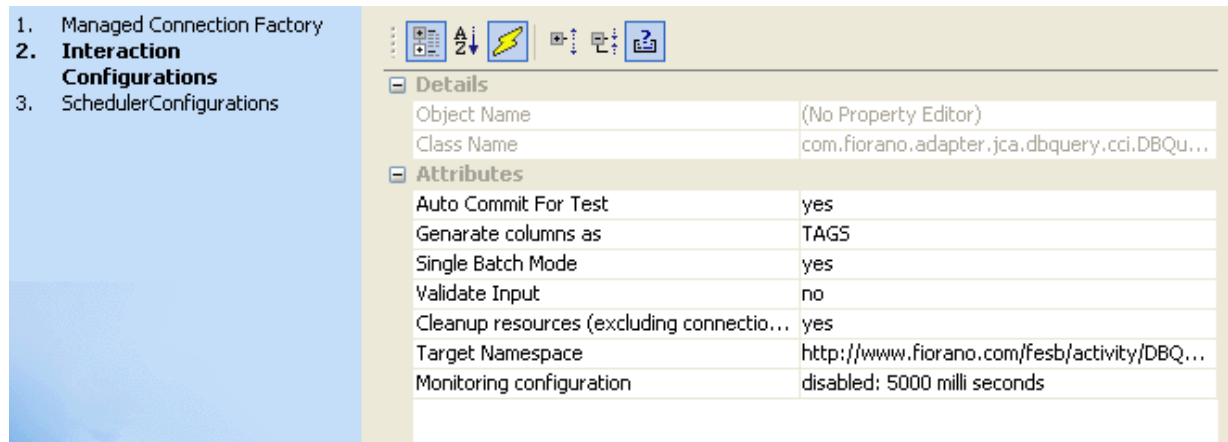 1. Managed Connection Factory
2. Interaction
Configurations
3. SchedulerConfigurations
Details
Object Name (No Property Editor)
Class Name com.fiorano.adapter.jca.dbquery.cci.DBQu...
Attributes
Auto Commit For Test yes
Genarate columns as TAGS
Single Batch Mode yes
Validate Input no
Cleanup resources (excluding connectio... yes
Target Namespace http://www.fiorano.com/fesb/activity/DBQ...
Monitoring configuration disabled: 5000 milli seconds